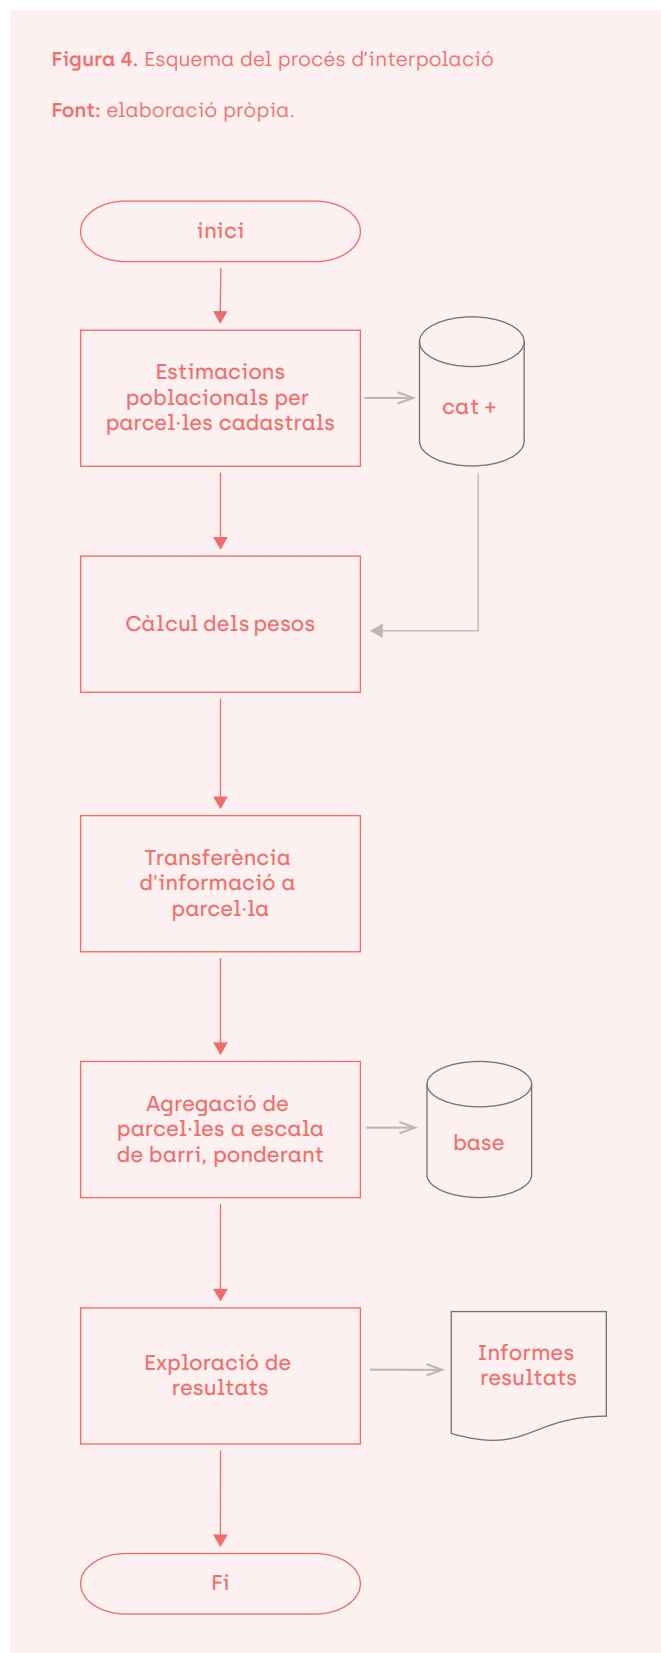 Figura 4. Esquema del procés d'interpolació
Font: elaboració pròpia.
inici
Estimacions
poblacionals per
parcel·les cadastrals
cat +
Càlcul dels pesos
Transferència
d'informació a
parcel·la
Agregació de
parcel·les a escala
de barri, ponderant
base
Exploració de
resultats
Informes
resultats
Fi